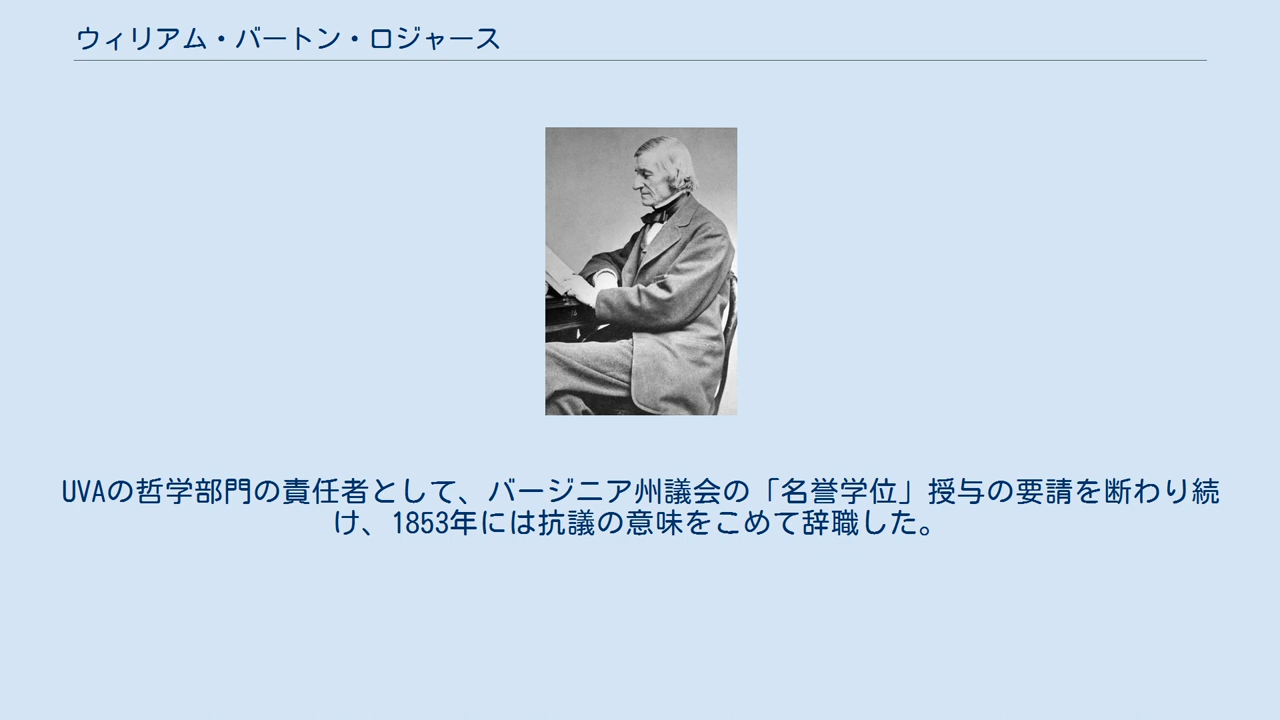 ウィリアム・バートン・ロジャース
UVAの哲学部門の責任者として、バージニア州議会の「名誉学位」授与の要請を断わり続
け、1853年には抗議の意味をこめて辞職した。